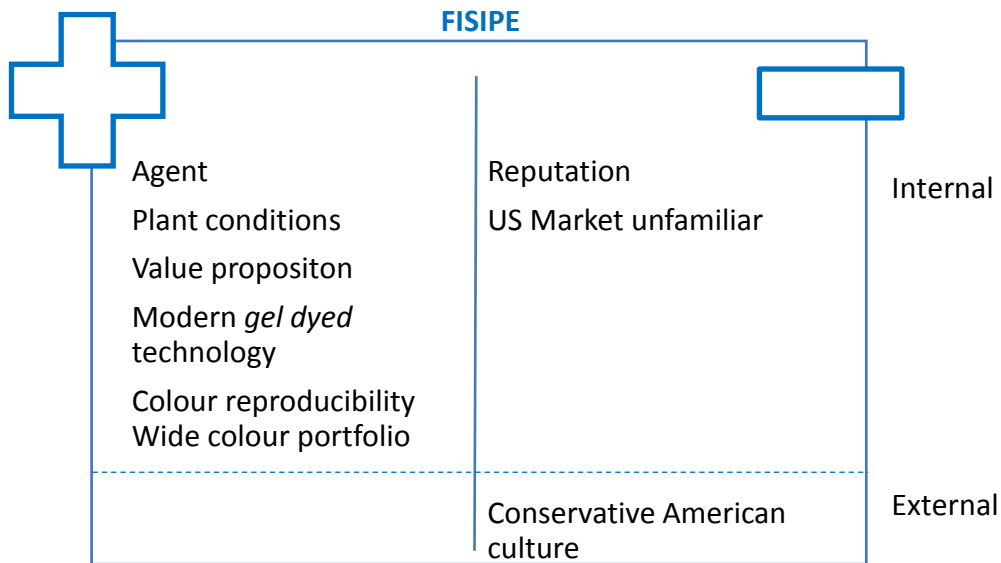 FISIPE
Agent
Plant conditions
Value propositon
Modern gel dyed
technology
Colour reproducibility
Wide colour portfolio
Reputation
US Market unfamiliar
Internal
Conservative American
culture
External